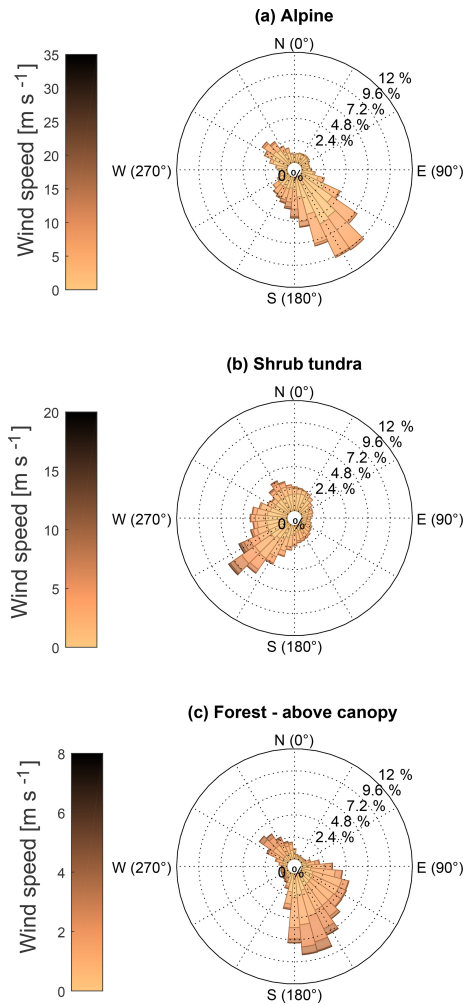 (a) Alpine
N (0°)
35
30
25
20
15
10
5
0
Wind speed [m s -1]
12 %
9.6 %
7.2 %
4.8 %
2.4 %
0 %
W (270°)
E (90°)
S (180°)
(b) Shrub tundra
N (0°)
20
15
10
5
0
Wind speed [m s -1]
12 %
9.6 %
7.2 %
4.8 %
2.4 %
0 %
W (270°)
E (90°)
S (180°)
(c) Forest - above canopy
N (0°)
8
6
4
2
0
Wind speed [m s -1]
12 %
9.6 %
7.2 %
4.8 %
2.4 %
0 %
W (270°)
E (90°)
S (180°)